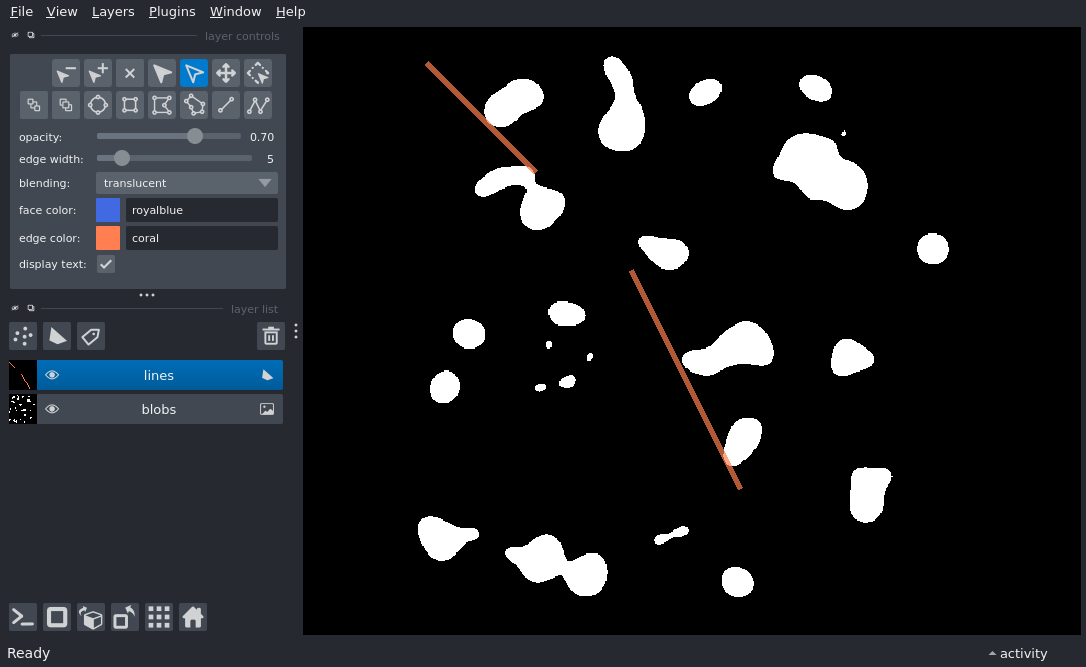 File View Layers Plugins Window Help
layer controls
opacity: 0.70
edge width: 5
blending: translucent
face color: royalblue
edge color: coral
display text:
layer list
lines
blobs
Ready
activity